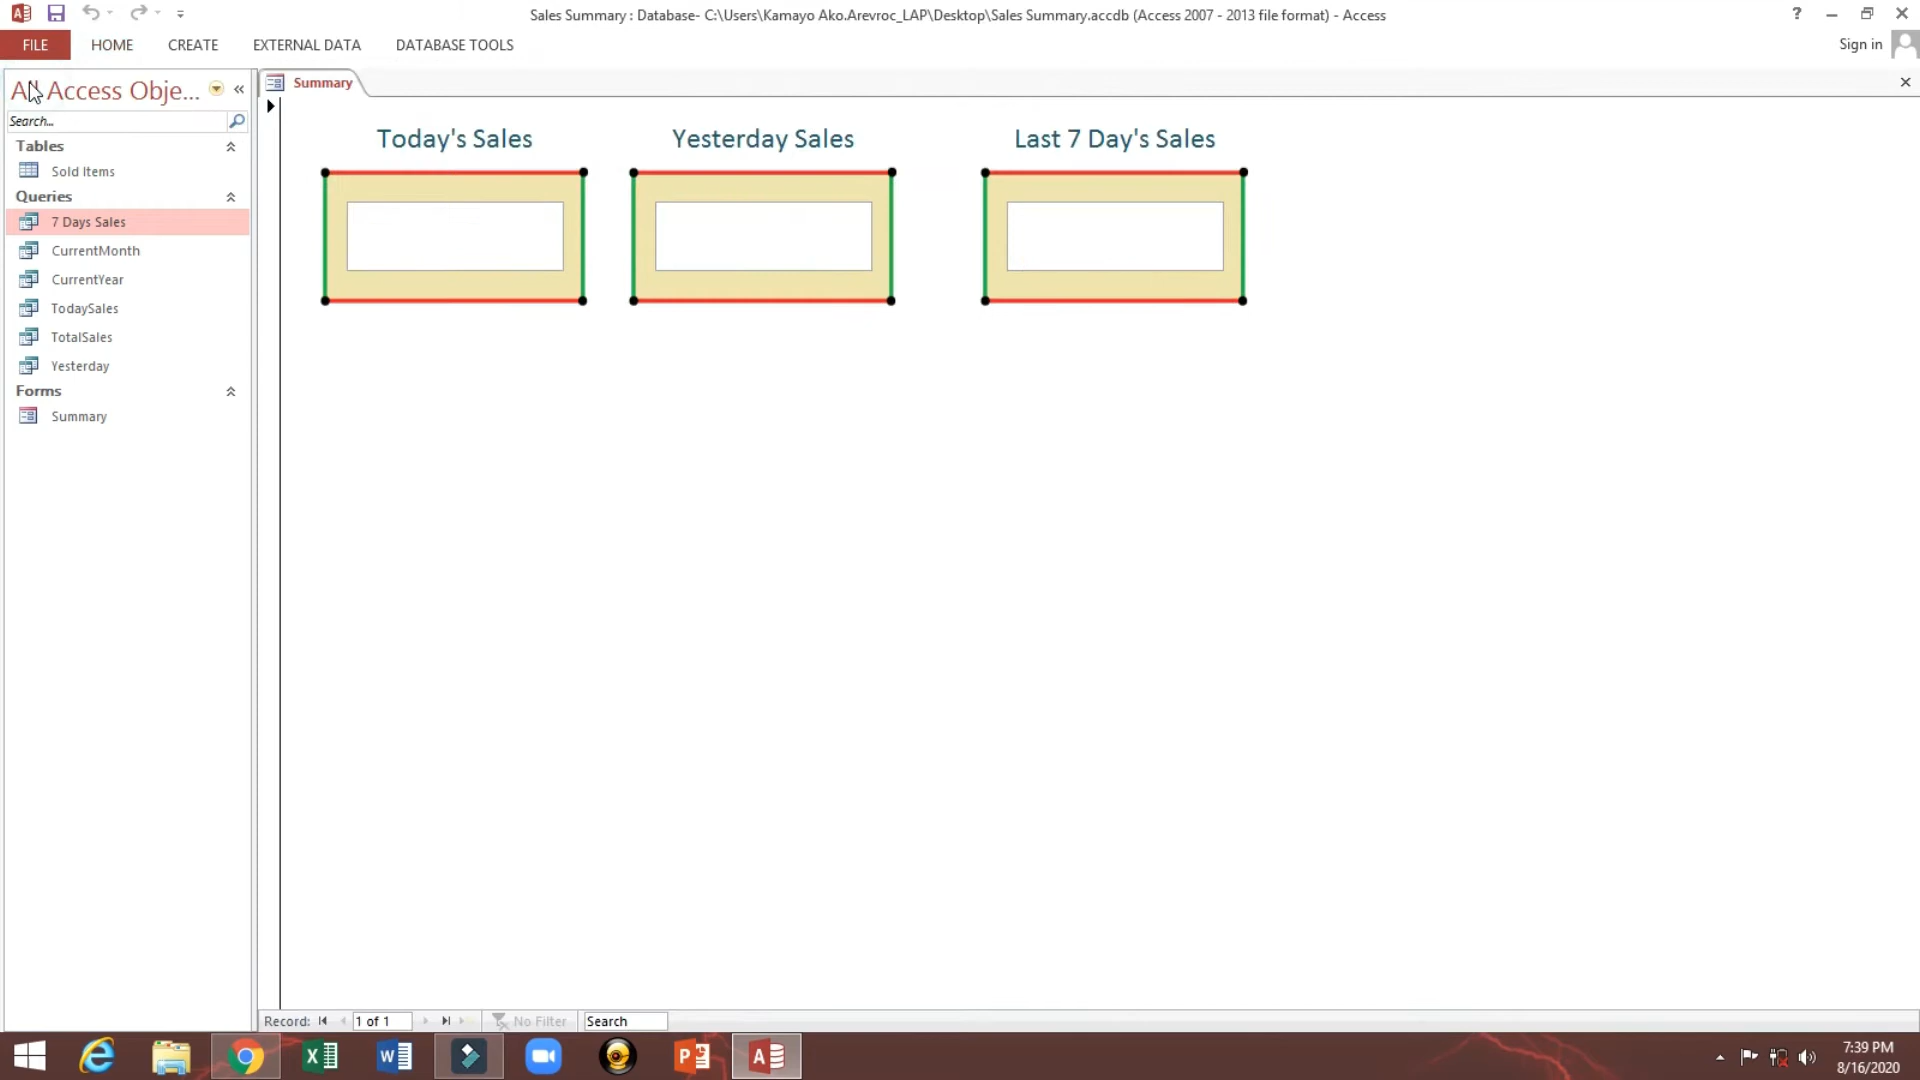 Sales Summary : Database- C:\Users\Kamayo Ako.Arevroc_LAP\Desktop\Sales Summary.accdb (Access 2007 - 2013 file format) - Access
?
FILE HOME CREATE EXTERNAL DATA DATABASE TOOLS
Sign in
All Access Obje...
Search...
Tables
Sold Items
Queries
7 Days Sales
CurrentMonth
CurrentYear
TodaySales
TotalSales
Yesterday
Forms
Summary
Summary
Today's Sales Yesterday Sales Last 7 Day's Sales
Record: 1 of 1 No Filter Search
7:39 PM
8/16/2020